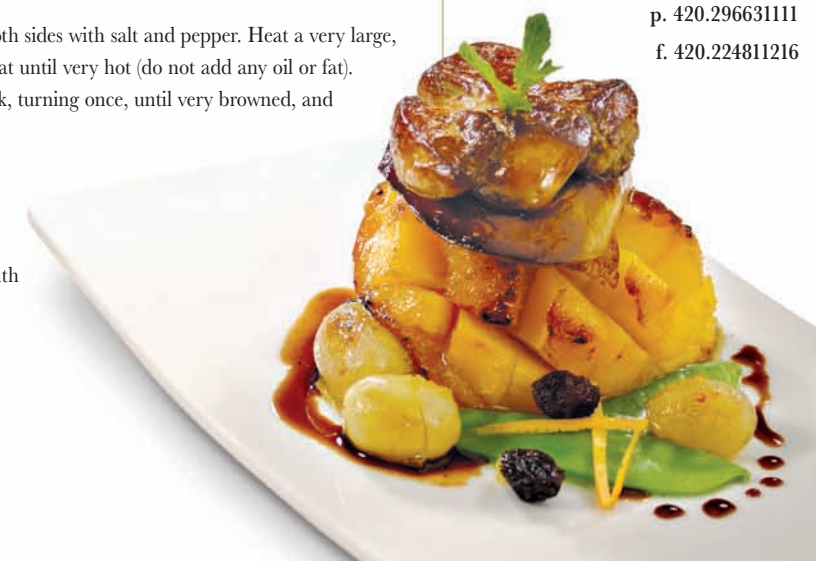 oth sides with salt and pepper. Heat a very large,
at until very hot (do not add any oil or fat).
k, turning once, until very browned, and
ith
p. 420.296631111
f. 420.224811216